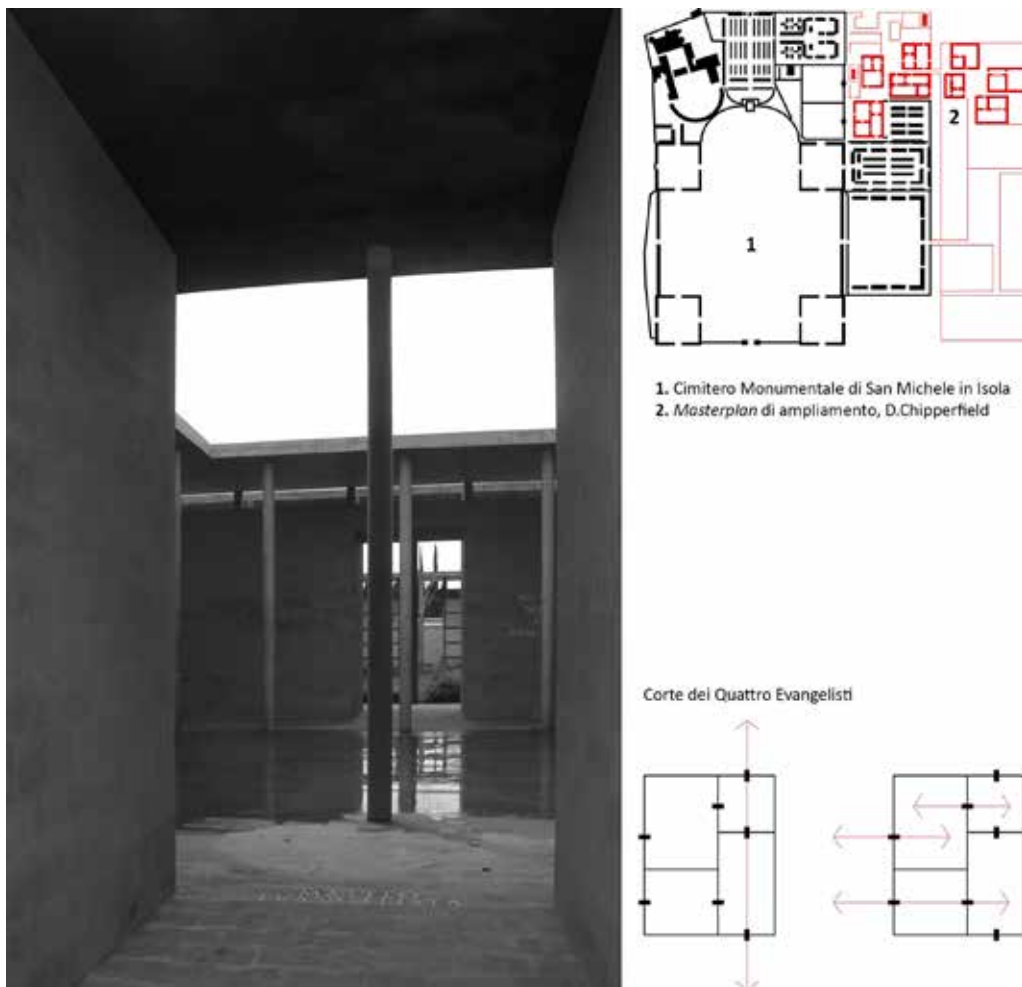 2
1
1. Cimitero Monumentale di San Michele in Isola
2. Masterplan di ampliamento, D.Chipperfield
Corte dei Quattro Evangelisti